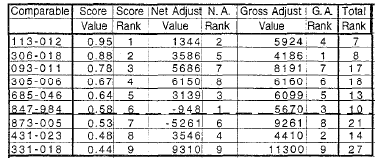 Comparable Score Score Net Adjust N. A. Gross Adjust G. A. Total
Value Rank Value Rank Value Rank Rank
113-012 0.95 1 1344 2 5924 4 7
306-018 0.88 2 3586 5 4186 1 8
093-011 0.78 3 5686 7 8191 7 17
305-006 0.67 4 6150 8 6160 6 18
685-046 0.64 5 3139 3 6099 5 13
847-984 0.58 6 -948 1 5670 3 10
873-005 0.53 7 -5261 6 9261 8 21
431-023 0.48 8 3546 4 4410 2 14
331-018 0.44 9 9310 9 11300 9 27